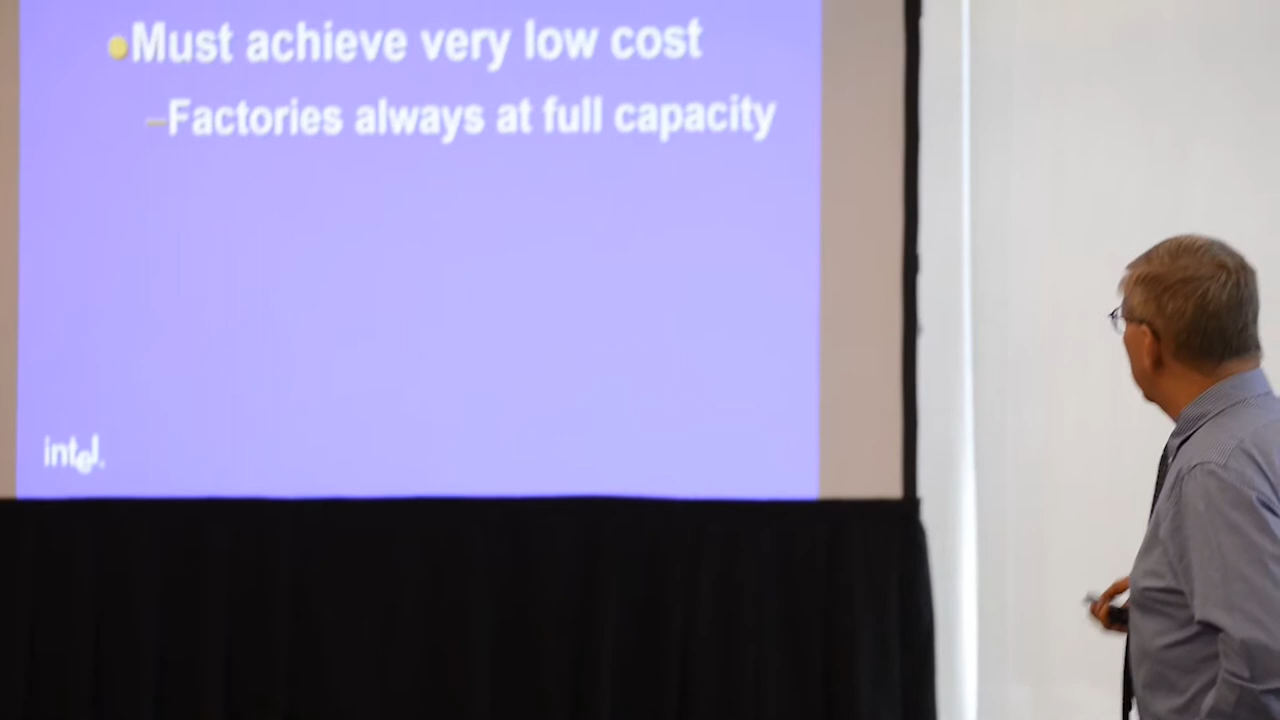 Must achieve very low cost
–Factories always at full capacity
intel.